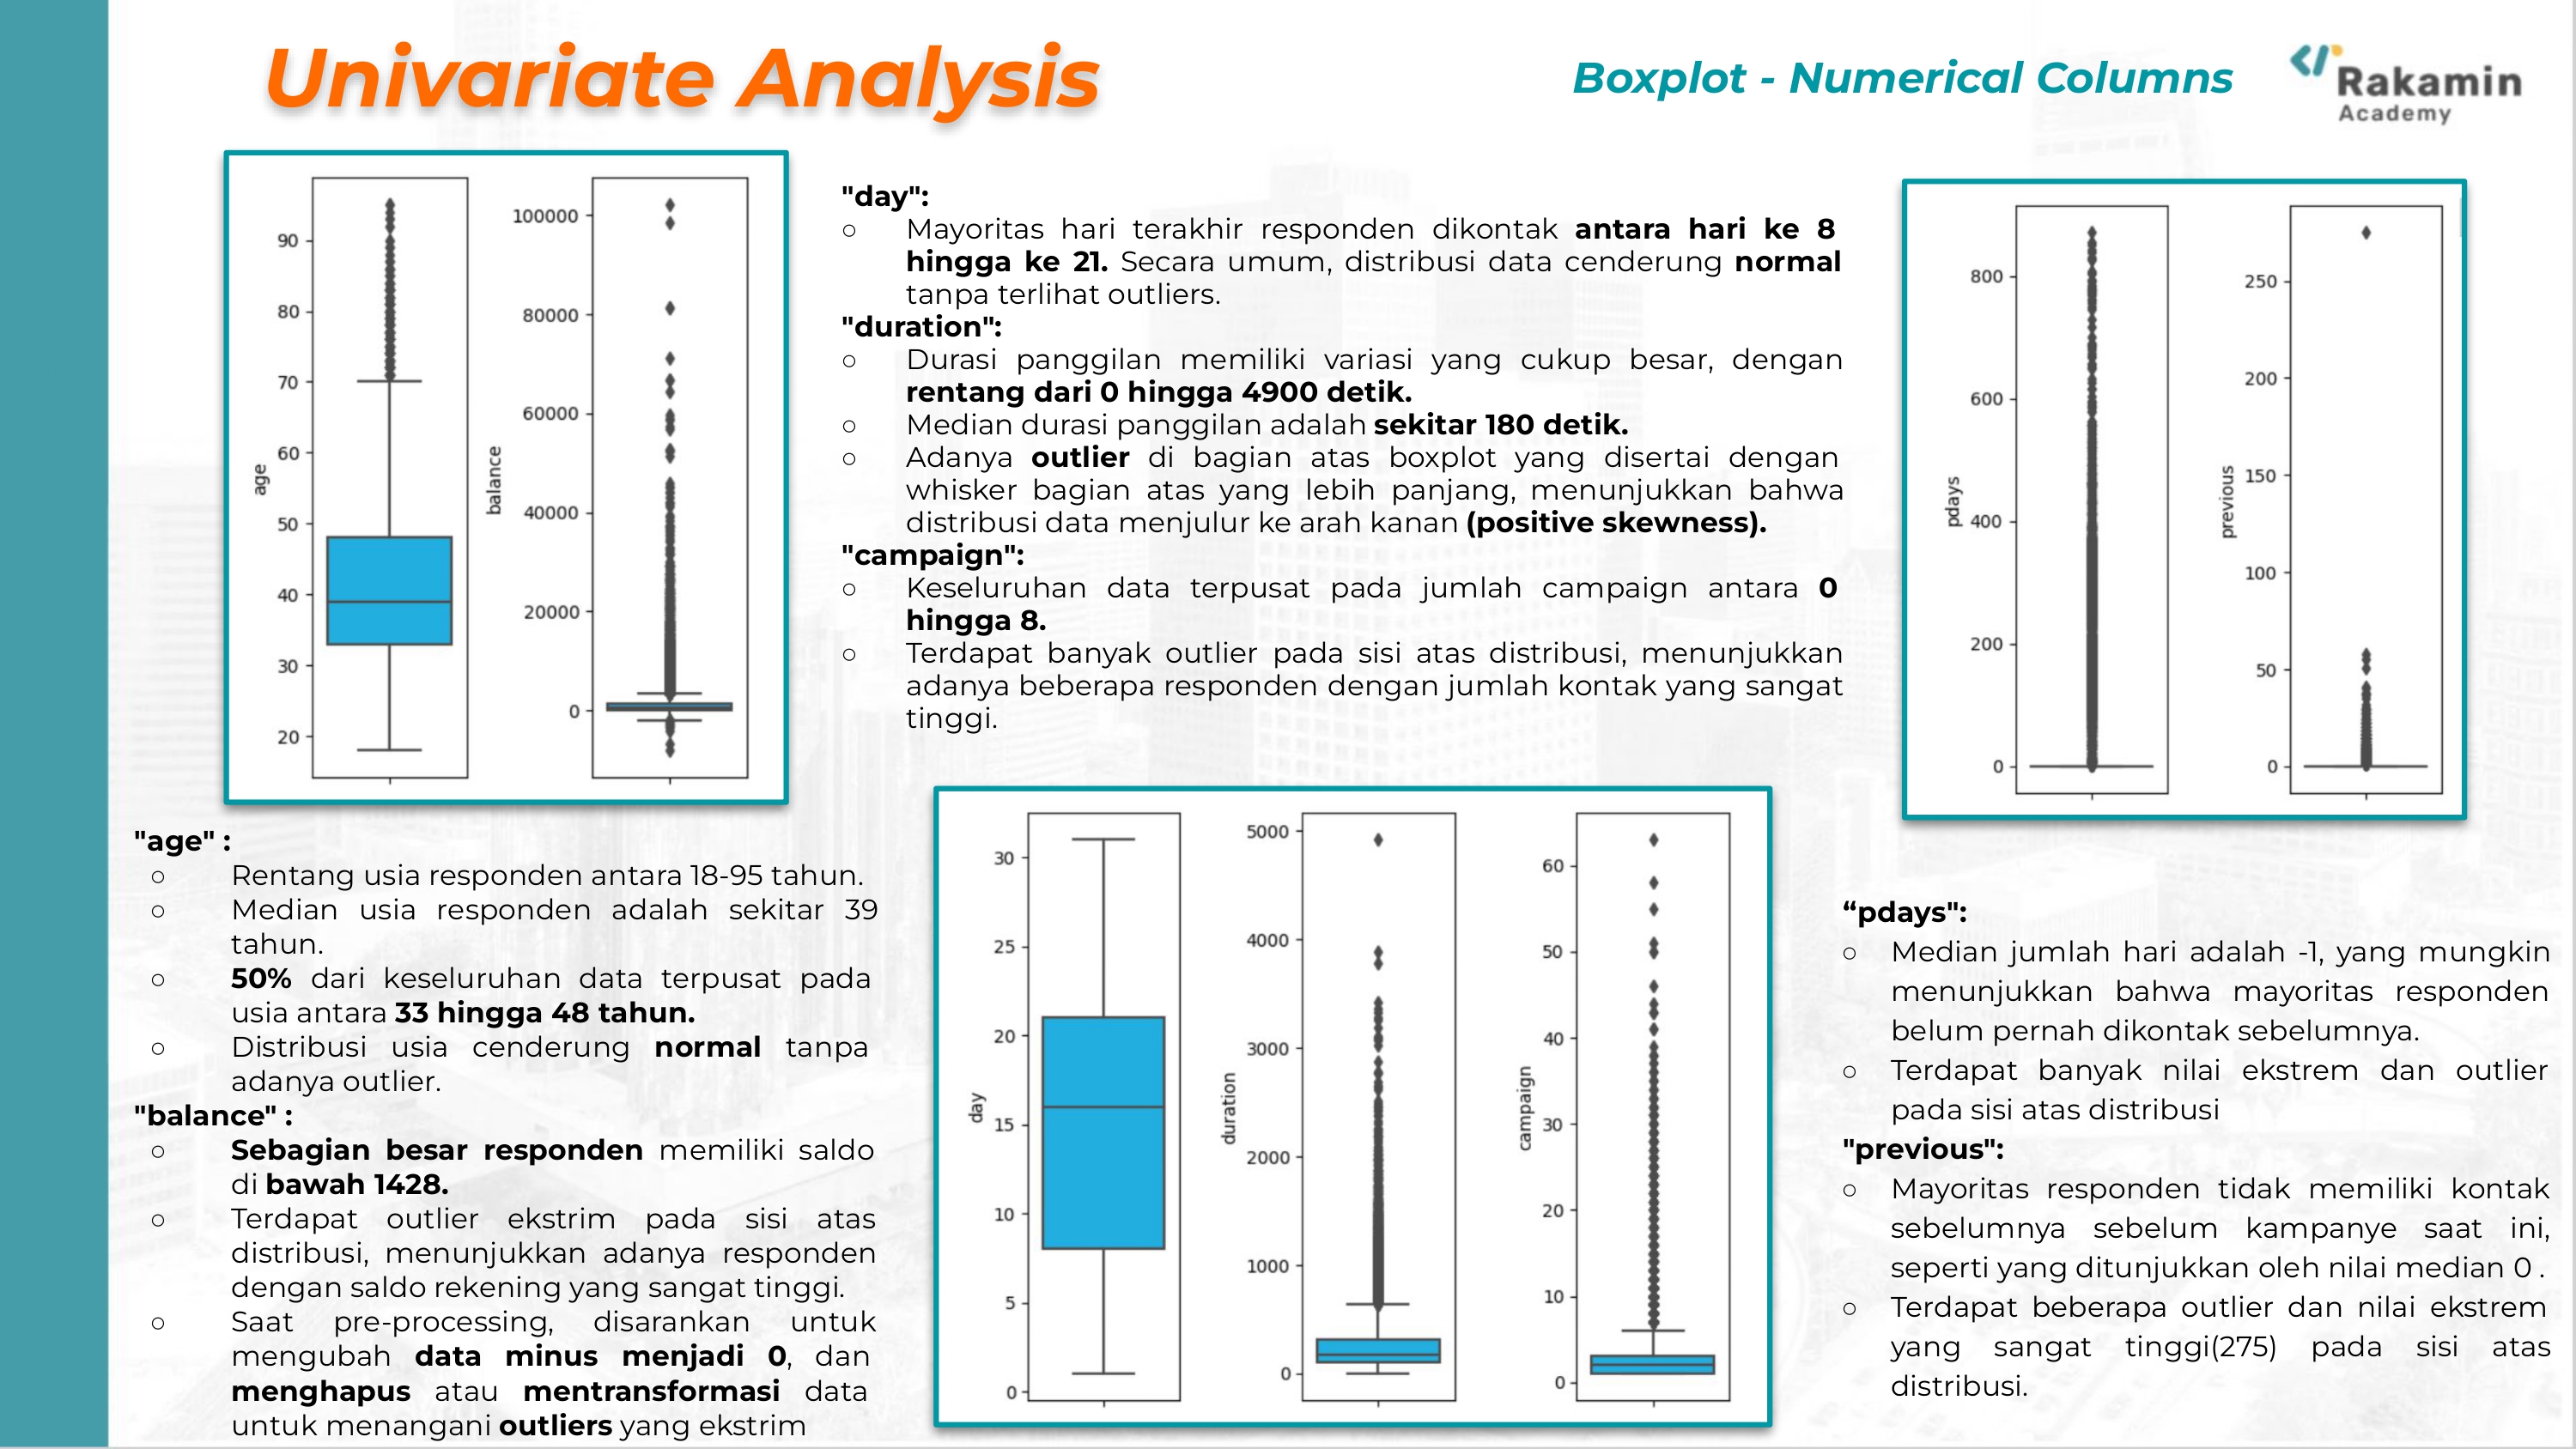 Univariate Analysis
Boxplot - Numerical Columns
Rakamin
Academy
age
90
80
70
60
50
40
30
20
balance
100000
80000
60000
40000
20000
0
"day":
○ Mayoritas hari terakhir responden dikontak antara hari ke 8
hingga ke 21. Secara umum, distribusi data cenderung normal
tanpa terlihat outliers.
"duration":
○ Durasi panggilan memiliki variasi yang cukup besar, dengan
rentang dari 0 hingga 4900 detik.
○ Median durasi panggilan adalah sekitar 180 detik.
○ Adanya outlier di bagian atas boxplot yang disertai dengan
whisker bagian atas yang lebih panjang, menunjukkan bahwa
distribusi data menjulur ke arah kanan (positive skewness).
"campaign":
○ Keseluruhan data terpusat pada jumlah campaign antara 0
hingga 8.
○ Terdapat banyak outlier pada sisi atas distribusi, menunjukkan
adanya beberapa responden dengan jumlah kontak yang sangat
tinggi.
pdays
800
600
400
200
0
previous
250
200
150
100
50
0
"age" :
○ Rentang usia responden antara 18-95 tahun.
○ Median usia responden adalah sekitar 39
tahun.
○ 50% dari keseluruhan data terpusat pada
usia antara 33 hingga 48 tahun.
○ Distribusi usia cenderung normal tanpa
adanya outlier.
"balance" :
○ Sebagian besar responden memiliki saldo
di bawah 1428.
○ Terdapat outlier ekstrim pada sisi atas
distribusi, menunjukkan adanya responden
dengan saldo rekening yang sangat tinggi.
○ Saat pre-processing, disarankan untuk
mengubah data minus menjadi 0, dan
menghapus atau mentransformasi data
untuk menangani outliers yang ekstrim
day
30
25
20
15
10
5
0
duration
5000
4000
3000
2000
1000
0
campaign
60
50
40
30
20
10
0
“pdays":
○ Median jumlah hari adalah -1, yang mungkin
menunjukkan bahwa mayoritas responden
belum pernah dikontak sebelumnya.
○ Terdapat banyak nilai ekstrem dan outlier
pada sisi atas distribusi
"previous":
○ Mayoritas responden tidak memiliki kontak
sebelumnya sebelum kampanye saat ini,
seperti yang ditunjukkan oleh nilai median 0 .
○ Terdapat beberapa outlier dan nilai ekstrem
yang sangat tinggi(275) pada sisi atas
distribusi.